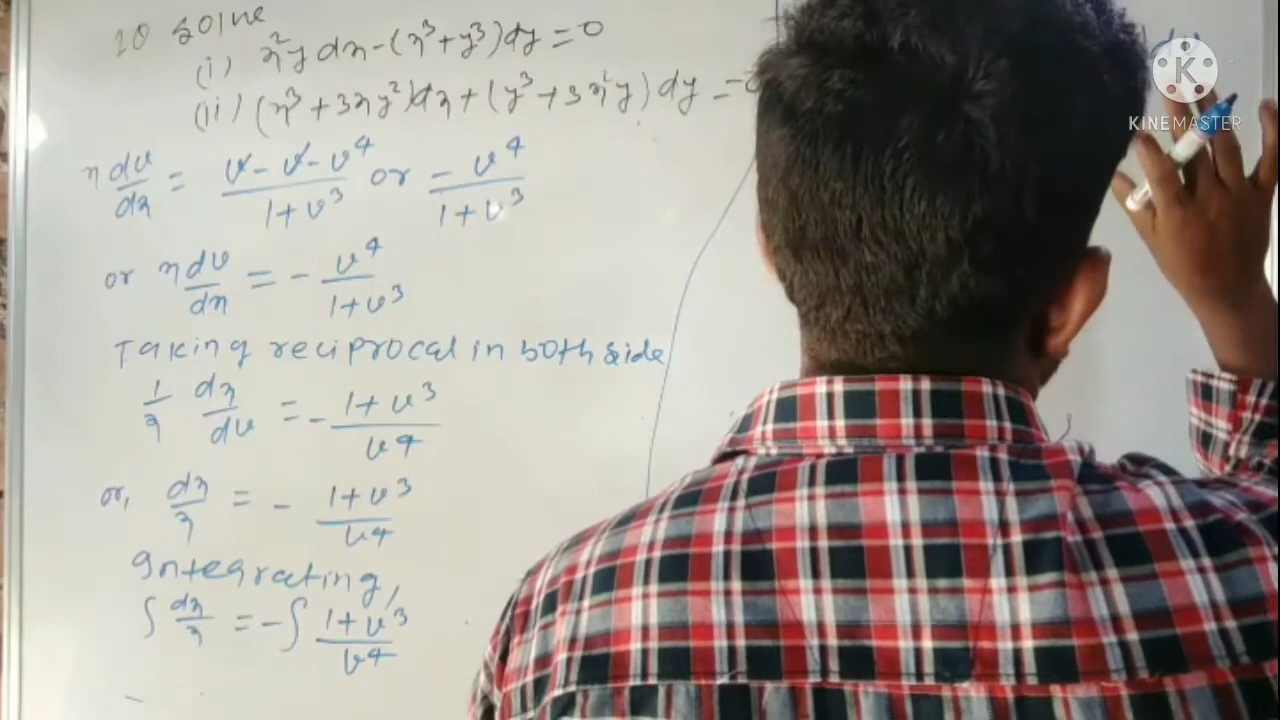 10 solve
(i) x²y dx - (x³ + y³) dy = 0
(ii) (x³ + 3xy²) dx + (y³ + 3x²y) dy = 0
x dv/dx = (v - v - v⁴)/(1 + v³) or - v⁴/(1 + v³)
or x dv/dx = - v⁴/(1 + v³)
Taking reciprocal in both side
1/x dx/dv = - (1 + v³)/v⁴
or, dx/x = - (1 + v³)/v⁴
Integrating,
∫ dx/x = - ∫ (1 + v³)/v⁴
K
KINEMASTER